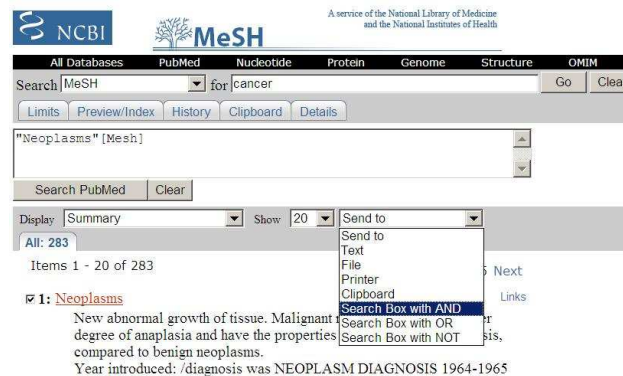 NCBI
MeSH
A service of the National Library of Medicine
and the National Institutes of Health
All Databases PubMed Nucleotide Protein Genome Structure OMIM
Search MeSH for cancer Go Clea
Limits Preview/Index History Clipboard Details
"Neoplasms"[Mesh]
Search PubMed Clear
Display Summary Show 20 Send to
All: 283
Send to
Text
File
Printer
Clipboard
Search Box with AND
Search Box with OR
Search Box with NOT
Items 1 - 20 of 283 Next
1: Neoplasms Links
New abnormal growth of tissue. Malignant
degree of anaplasia and have the properties sis,
compared to benign neoplasms.
Year introduced: /diagnosis was NEOPLASM DIAGNOSIS 1964-1965